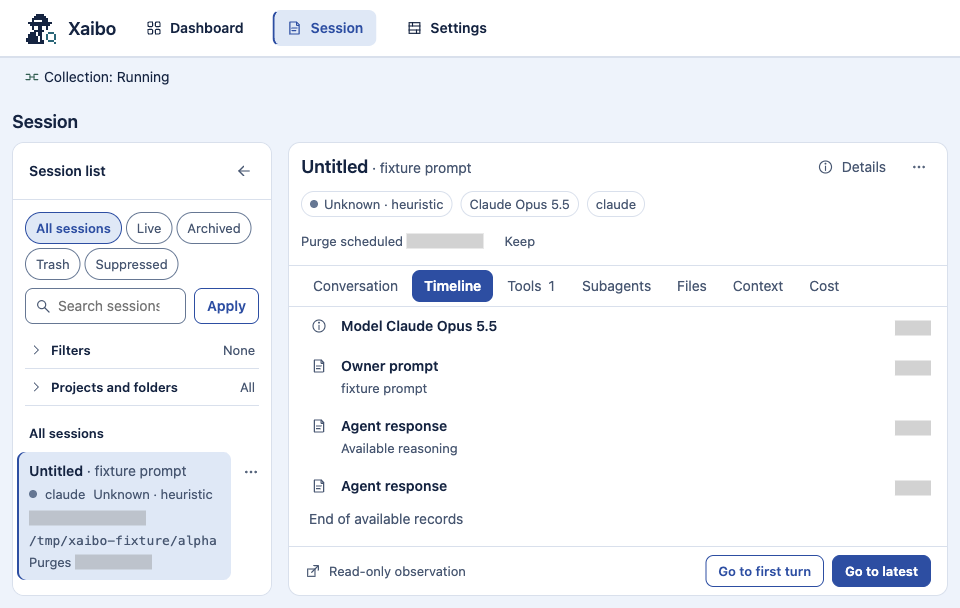 Xaibo
Dashboard
Session
Settings
Collection: Running
Session
Session list
All sessions
Live
Archived
Trash
Suppressed
Search sessions
Apply
Filters
None
Projects and folders
All
All sessions
Untitled · fixture prompt
claude Unknown · heuristic
/tmp/xaibo-fixture/alpha
Purges
Untitled · fixture prompt
Details
Unknown · heuristic
Claude Opus 5.5
claude
Purge scheduled
Keep
Conversation
Timeline
Tools 1
Subagents
Files
Context
Cost
Model Claude Opus 5.5
Owner prompt
fixture prompt
Agent response
Available reasoning
Agent response
End of available records
Read-only observation
Go to first turn
Go to latest